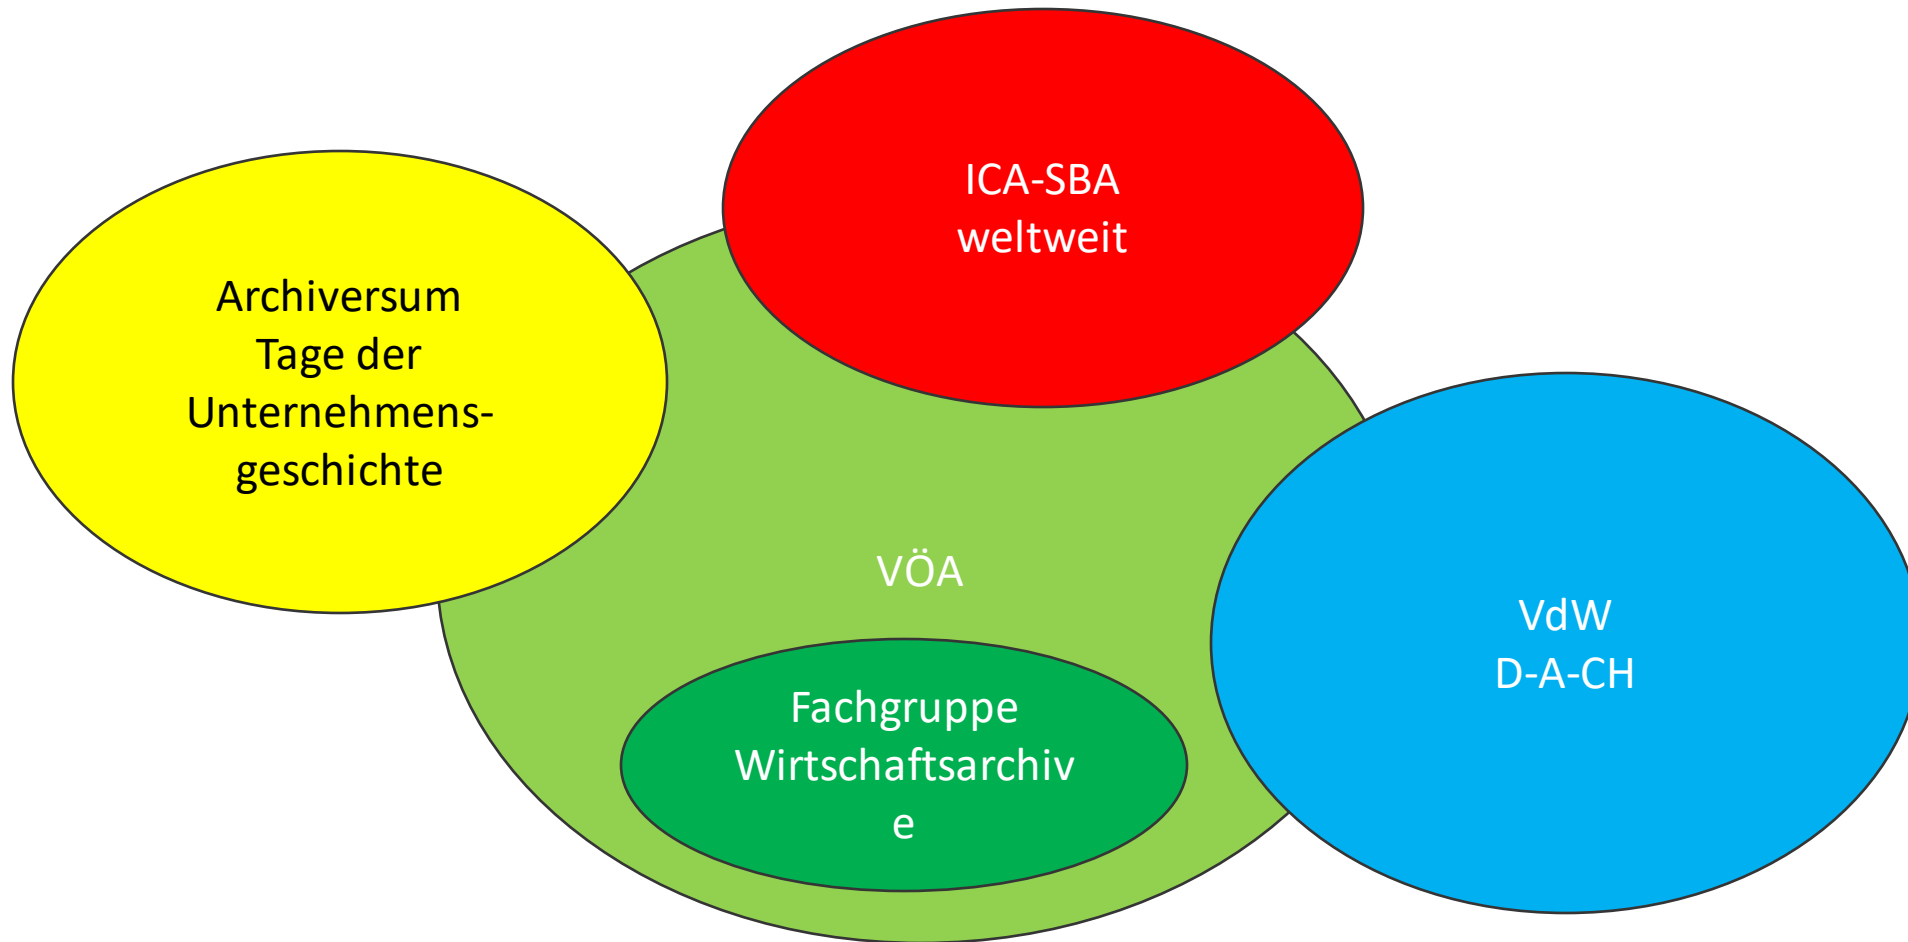 ICA-SBA
weltweit
Archiversum
Tage der
Unternehmens-
geschichte
VÖA
VdW
D-A-CH
Fachgruppe
Wirtschaftsarchiv
e